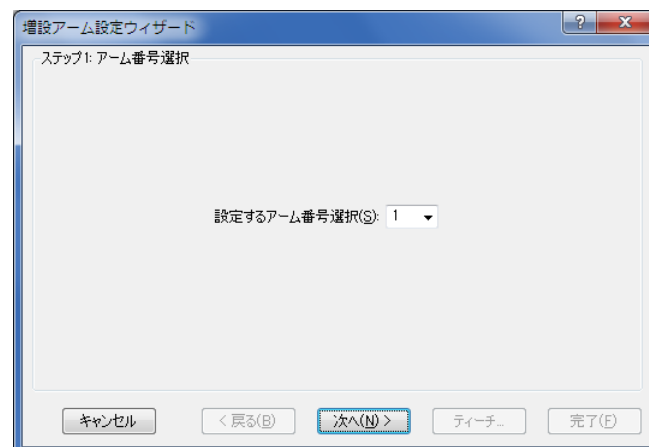 増設アーム設定ウィザード
ステップ1: アーム番号選択
設定するアーム番号選択(S): 1
キャンセル < 戻る(B) 次へ(N) > ティーチ... 完了(F)